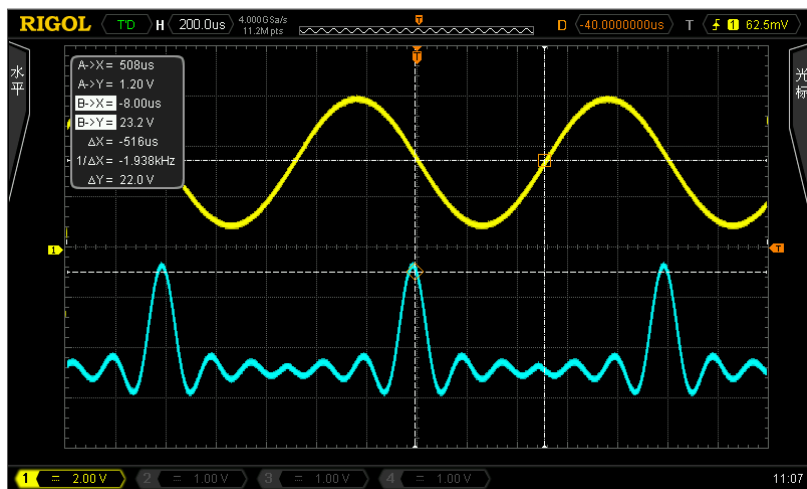 RIGOL T'D H 200.0us 4.000GSa/s 11.2Mpts T D -40.0000000us T 1 62.5mV
水平
光标
T
A->X = 508us
A->Y = 1.20 V
B->X = -8.00us
B->Y = 23.2 V
ΔX = -516us
1/ΔX = -1.938kHz
ΔY = 22.0 V
1
T
1 = 2.00 V 2 = 1.00 V 3 = 1.00 V 4 = 1.00 V 11:07